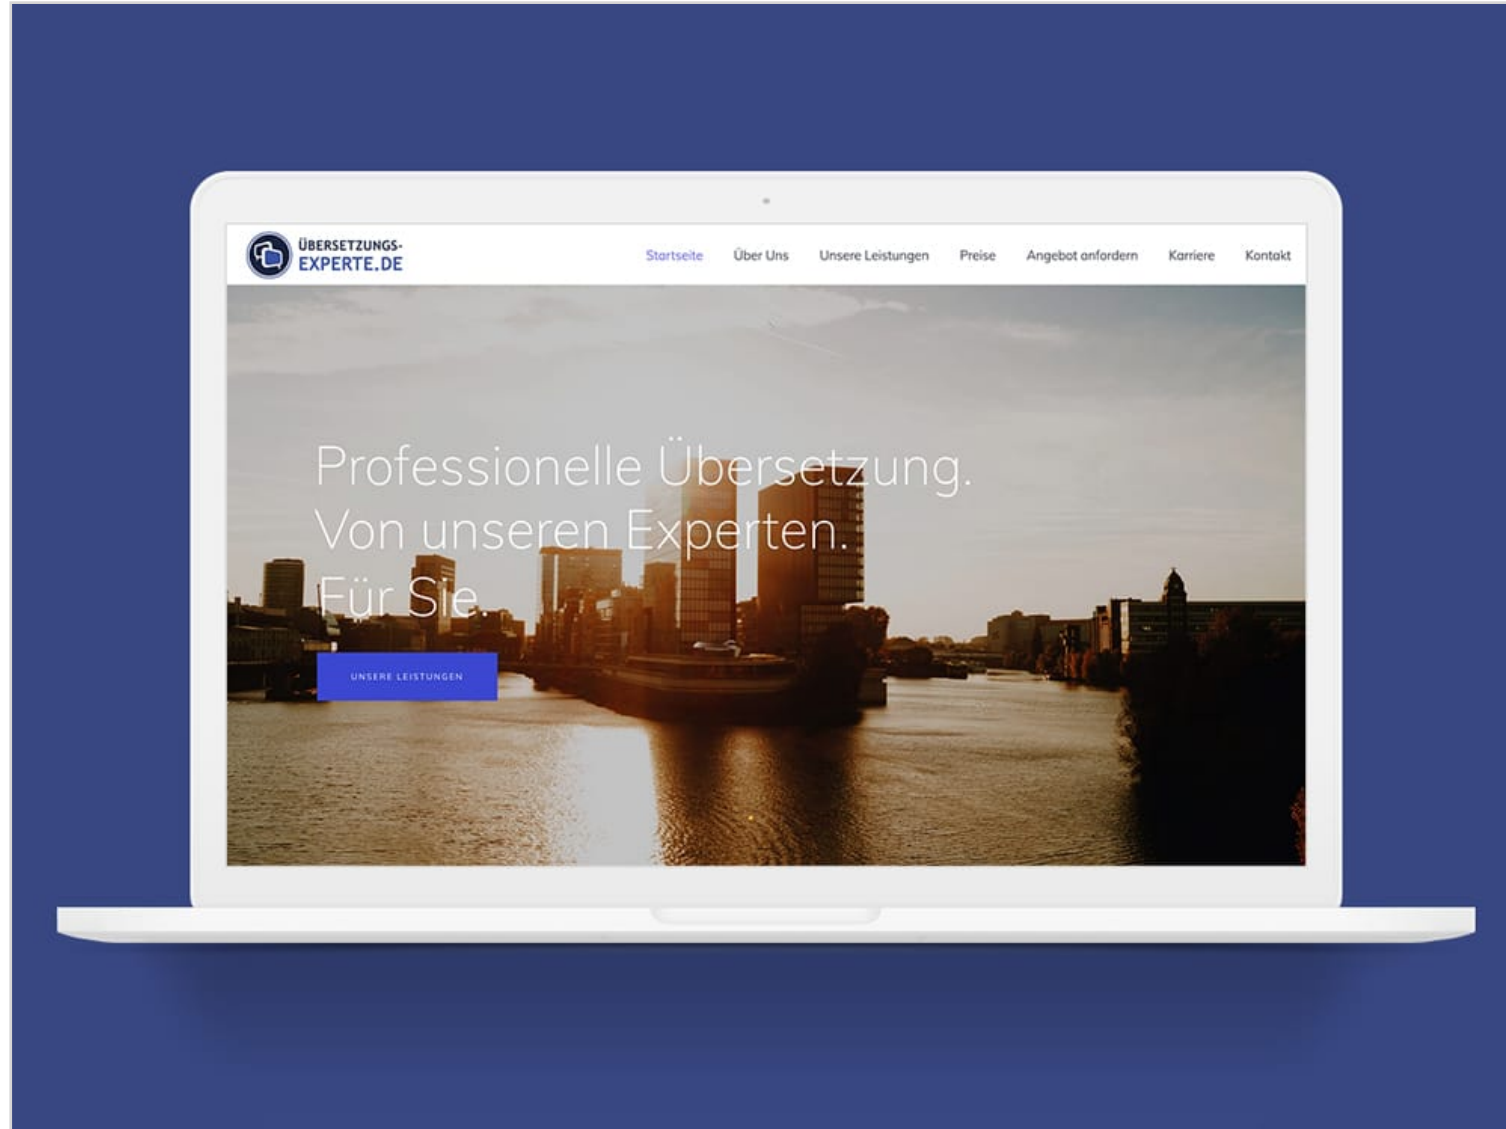 ÜBERSETZUNGS-
EXPERTE.DE
Startseite Über Uns Unsere Leistungen Preise Angebot anfordern Karriere Kontakt
Professionelle Übersetzung.
Von unseren Experten.
Für Sie.
UNSERE LEISTUNGEN